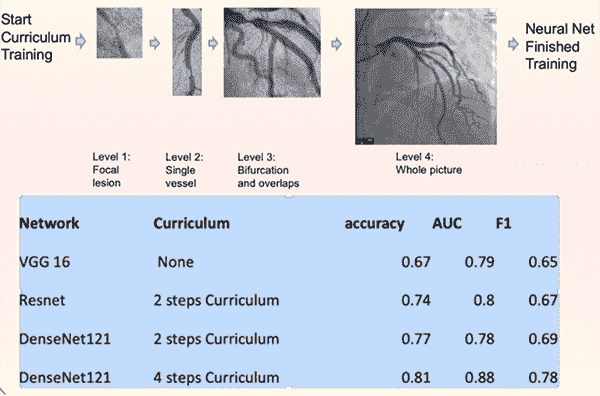 Start
Curriculum
Training
Neural Net
Finished
Training
Level 1:
Focal
lesion
Level 2:
Single
vessel
Level 3:
Bifurcation
and overlaps
Level 4:
Whole picture
Network Curriculum accuracy AUC F1
VGG 16 None 0.67 0.79 0.65
Resnet 2 steps Curriculum 0.74 0.8 0.67
DenseNet121 2 steps Curriculum 0.77 0.78 0.69
DenseNet121 4 steps Curriculum 0.81 0.88 0.78